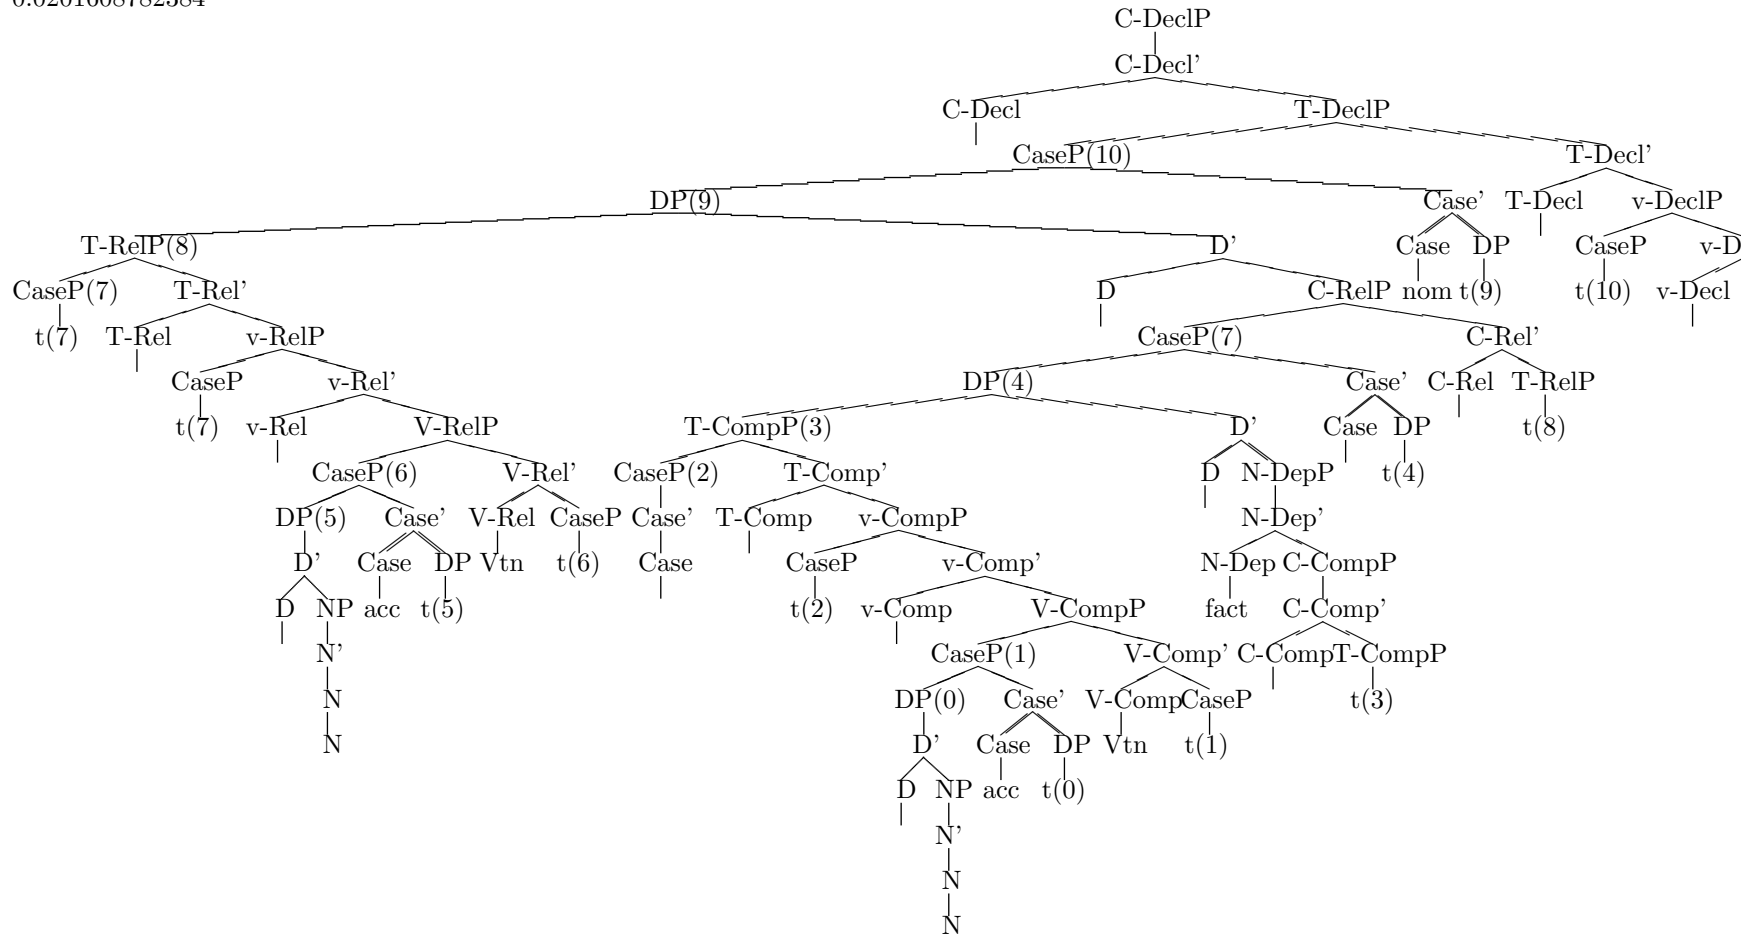 C-DeclP
C-Decl'
C-Decl T-DeclP
CaseP(10) T-Decl'
DP(9) Case' T-Decl v-DeclP
T-RelP(8) D' Case DP CaseP v-D
CaseP(7) T-Rel' D C-RelP nom t(9) t(10) v-Decl
t(7) T-Rel v-RelP CaseP(7) C-Rel'
CaseP v-Rel' DP(4) Case' C-Rel T-RelP
t(7) v-Rel V-RelP T-CompP(3) D' Case DP t(8)
CaseP(6) V-Rel' CaseP(2) T-Comp' D N-DepP t(4)
DP(5) Case' V-Rel CaseP Case' T-Comp v-CompP N-Dep'
D' Case DP Vtn t(6) Case CaseP v-Comp' N-Dep C-CompP
D NP acc t(5) t(2) v-Comp V-CompP fact C-Comp'
N' CaseP(1) V-Comp' C-Comp T-CompP
N DP(0) Case' V-Comp CaseP t(3)
N D' Case DP Vtn t(1)
D NP acc t(0)
N'
N
N